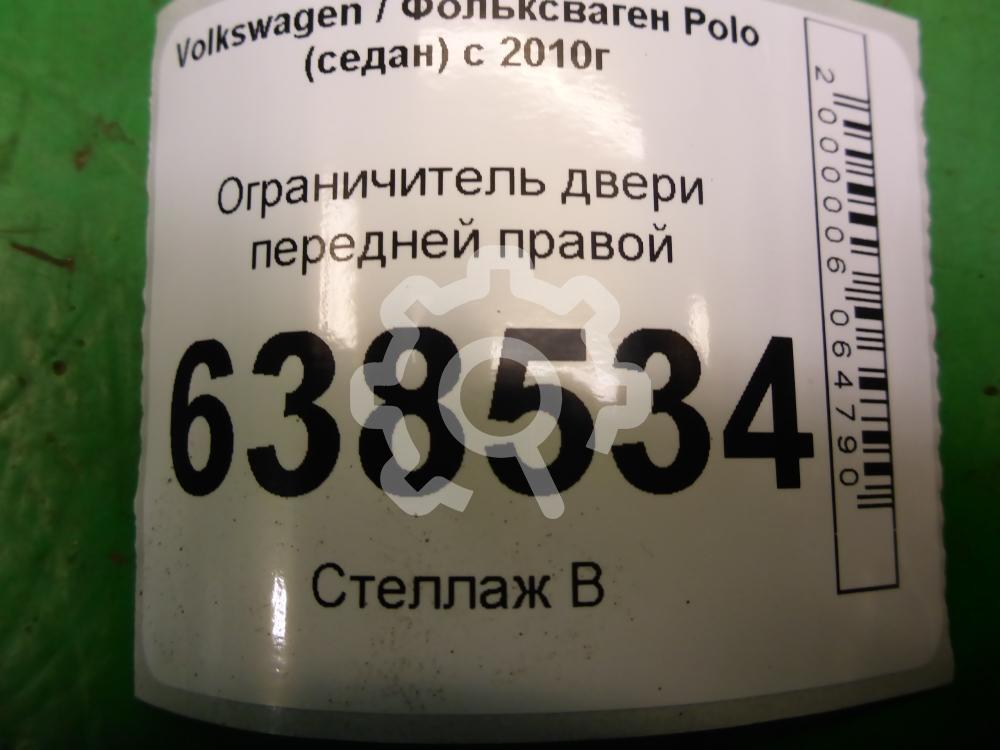 Volkswagen / Фольксваген Polo
(седан) с 2010г
Ограничитель двери
передней правой
638534
Стеллаж В
2000006064790